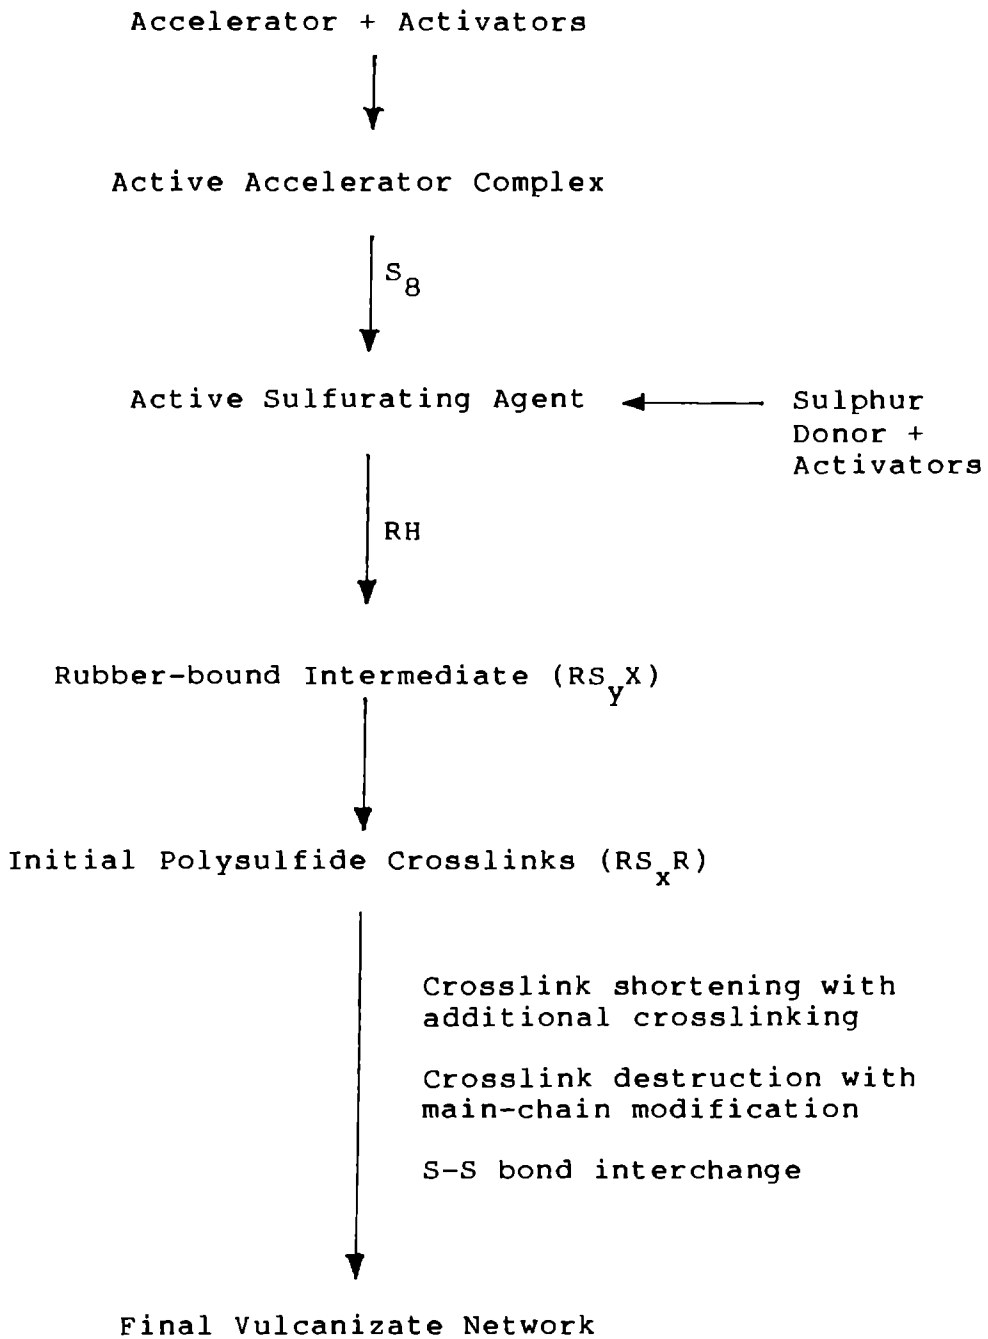 Accelerator + Activators
Active Accelerator Complex
S8
Active Sulfurating Agent
Sulphur
Donor +
Activators
RH
Rubber-bound Intermediate (RSyX)
Initial Polysulfide Crosslinks (RSxR)
Crosslink shortening with
additional crosslinking
Crosslink destruction with
main-chain modification
S-S bond interchange
Final Vulcanizate Network